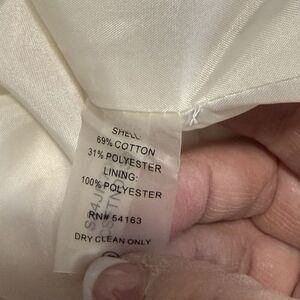 SHELL:
69% COTTON
31% POLYESTER
LINING:
100% POLYESTER
RN# 54163
DRY CLEAN ONLY